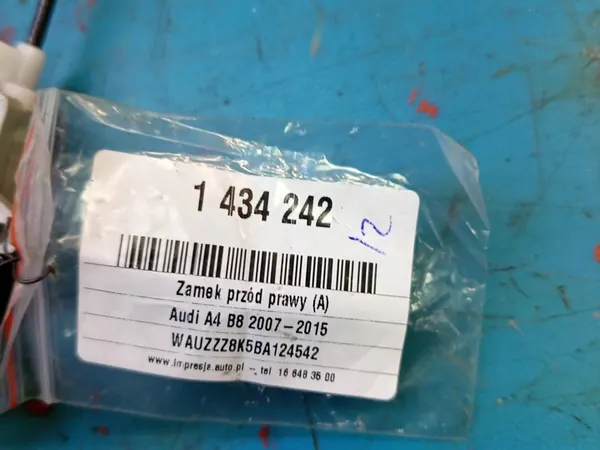 1 434 242
12
Zamek przód prawy (A)
Audi A4 B8 2007-2015
WAUZZZ8K5BA124542
www.impresja.auto.pl - tel 16 648 35 00